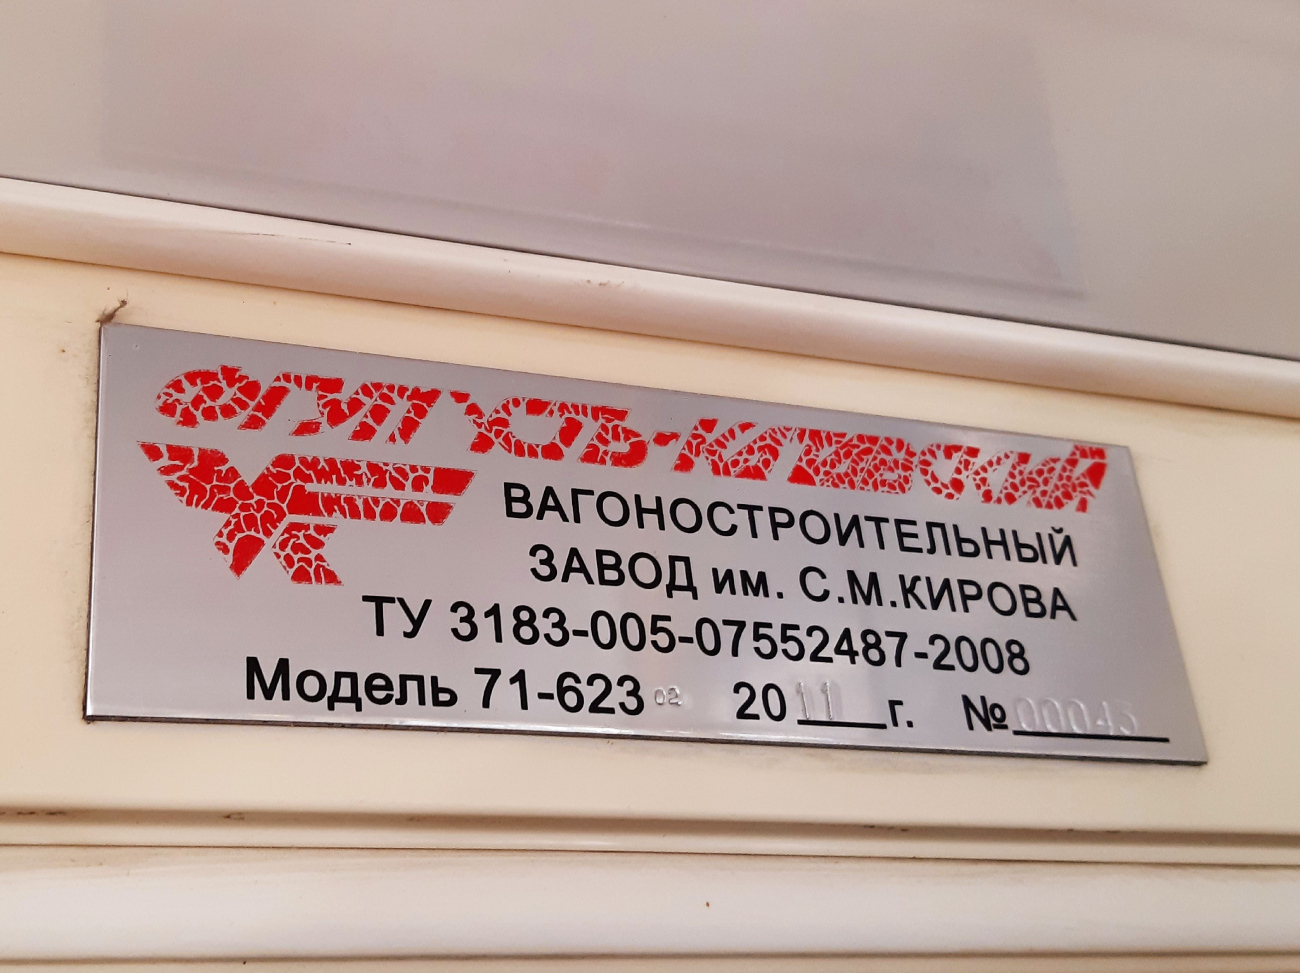 ФГУП УСТЬ-КАТАВСКИЙ
ВАГОНОСТРОИТЕЛЬНЫЙ
ЗАВОД им. С.М.КИРОВА
ТУ 3183-005-07552487-2008
Модель 71-623 02 2011 г. № 00045